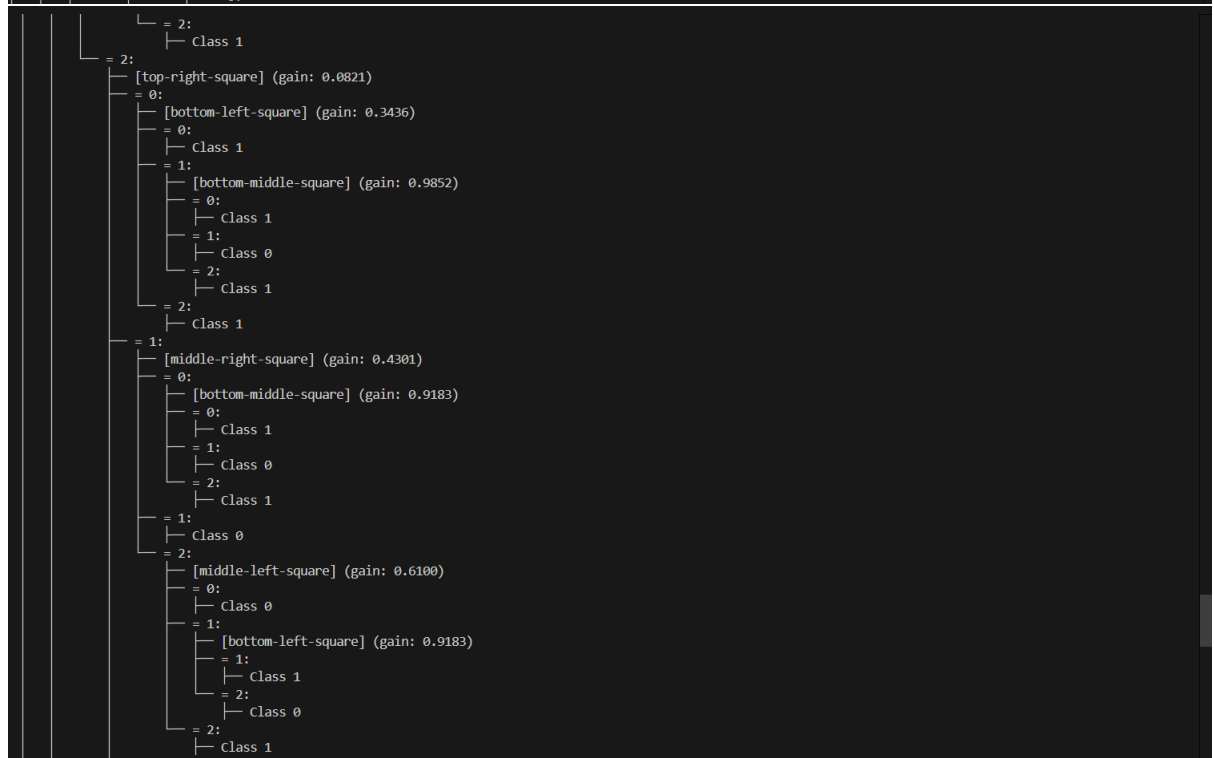 = 2:
├── Class 1
= 2:
├── [top-right-square] (gain: 0.0821)
├── = 0:
├── [bottom-left-square] (gain: 0.3436)
├── = 0:
├── Class 1
├── = 1:
├── [bottom-middle-square] (gain: 0.9852)
├── = 0:
├── Class 1
├── = 1:
├── Class 0
└── = 2:
├── Class 1
└── = 2:
├── Class 1
├── = 1:
├── [middle-right-square] (gain: 0.4301)
├── = 0:
├── [bottom-middle-square] (gain: 0.9183)
├── = 0:
├── Class 1
├── = 1:
├── Class 0
└── = 2:
├── Class 1
├── = 1:
├── Class 0
└── = 2:
├── [middle-left-square] (gain: 0.6100)
├── = 0:
├── Class 0
├── = 1:
├── [bottom-left-square] (gain: 0.9183)
├── = 1:
├── Class 1
└── = 2:
├── Class 0
└── = 2:
├── Class 1